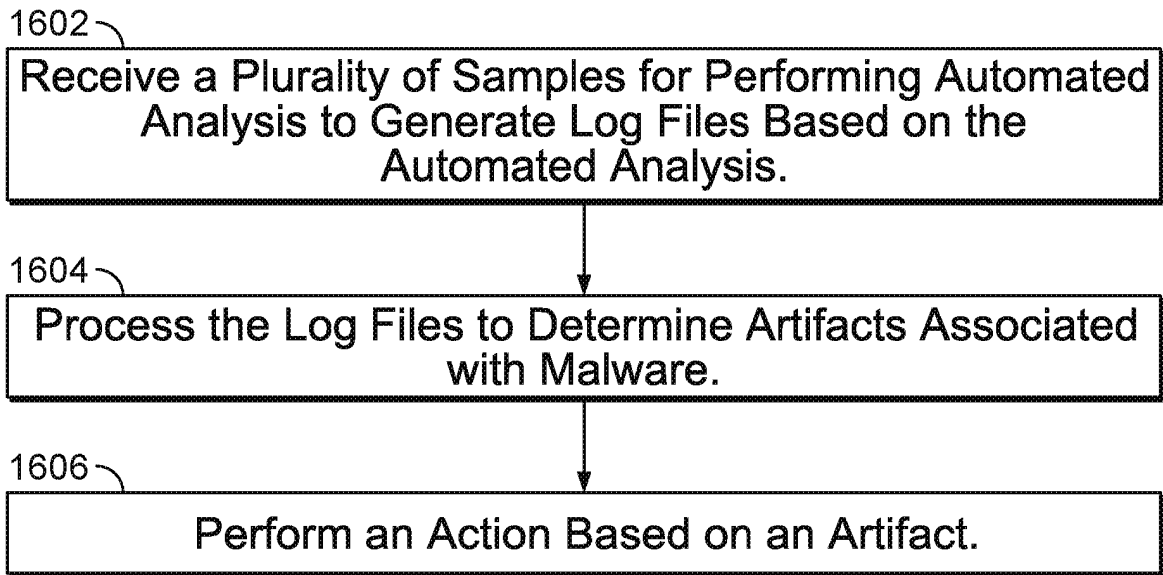 1602
Receive a Plurality of Samples for Performing Automated
Analysis to Generate Log Files Based on the
Automated Analysis.
1604
Process the Log Files to Determine Artifacts Associated
with Malware.
1606
Perform an Action Based on an Artifact.